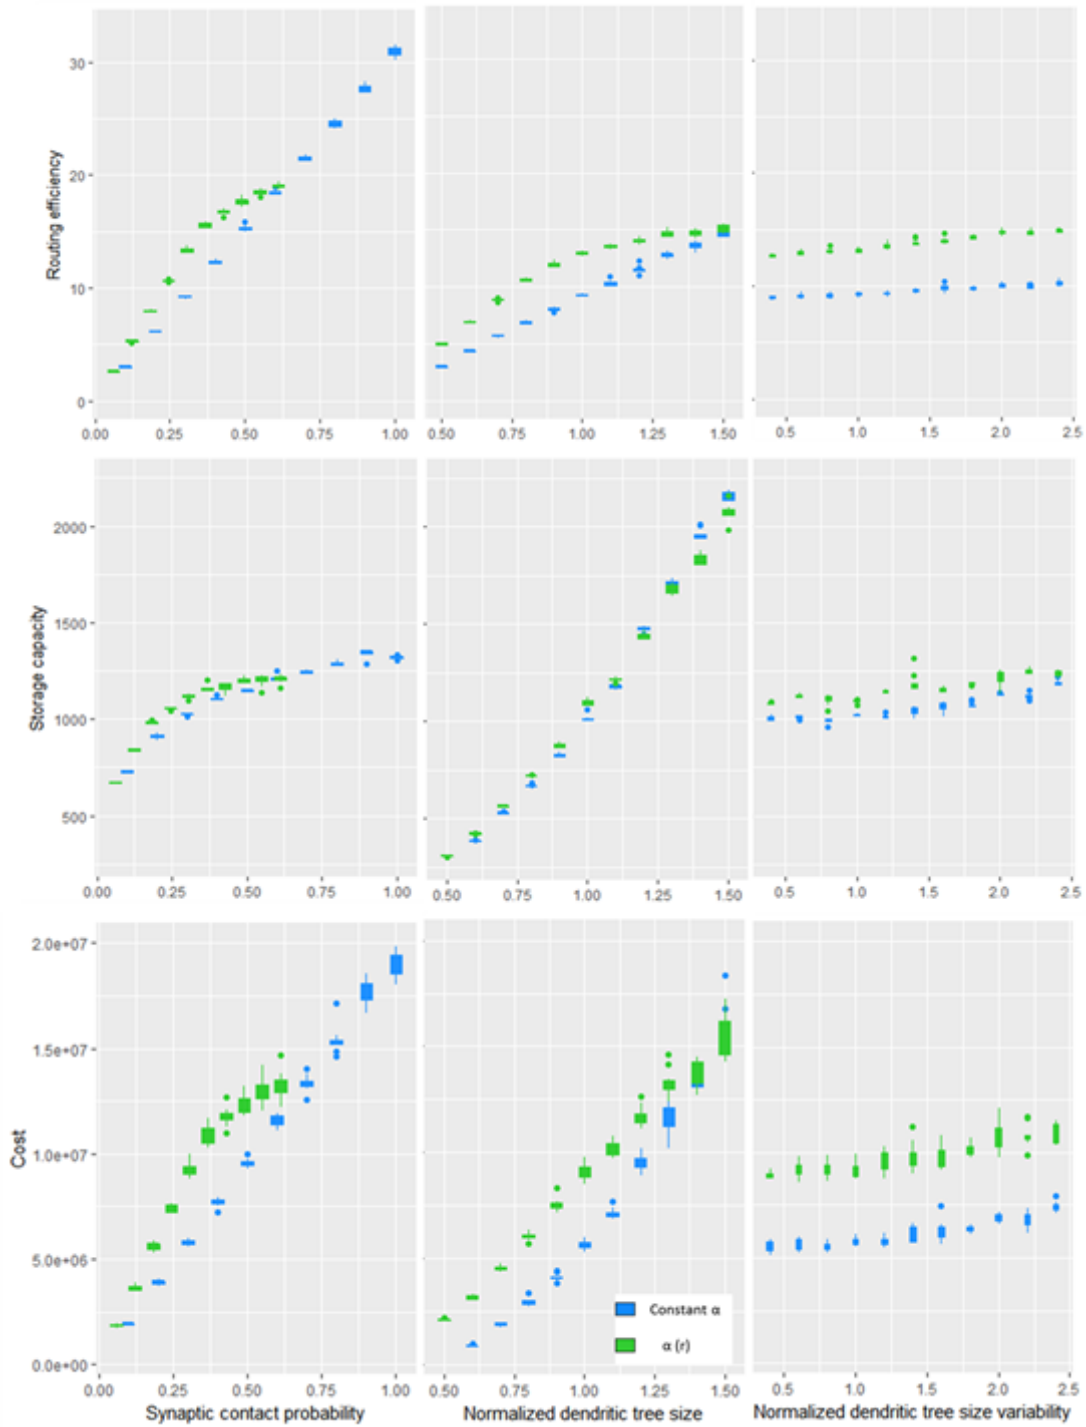 Routing efficiency
30
20
10
0
0.00 0.25 0.50 0.75 1.00
0.50 0.75 1.00 1.25 1.50
0.5 1.0 1.5 2.0 2.5
Storage capacity
2000
1500
1000
500
0.00 0.25 0.50 0.75 1.00
0.50 0.75 1.00 1.25 1.50
0.5 1.0 1.5 2.0 2.5
Cost
2.0e+07
1.5e+07
1.0e+07
5.0e+06
0.0e+00
Constant α
α (r)
0.00 0.25 0.50 0.75 1.00
0.50 0.75 1.00 1.25 1.50
0.5 1.0 1.5 2.0 2.5
Synaptic contact probability
Normalized dendritic tree size
Normalized dendritic tree size variability